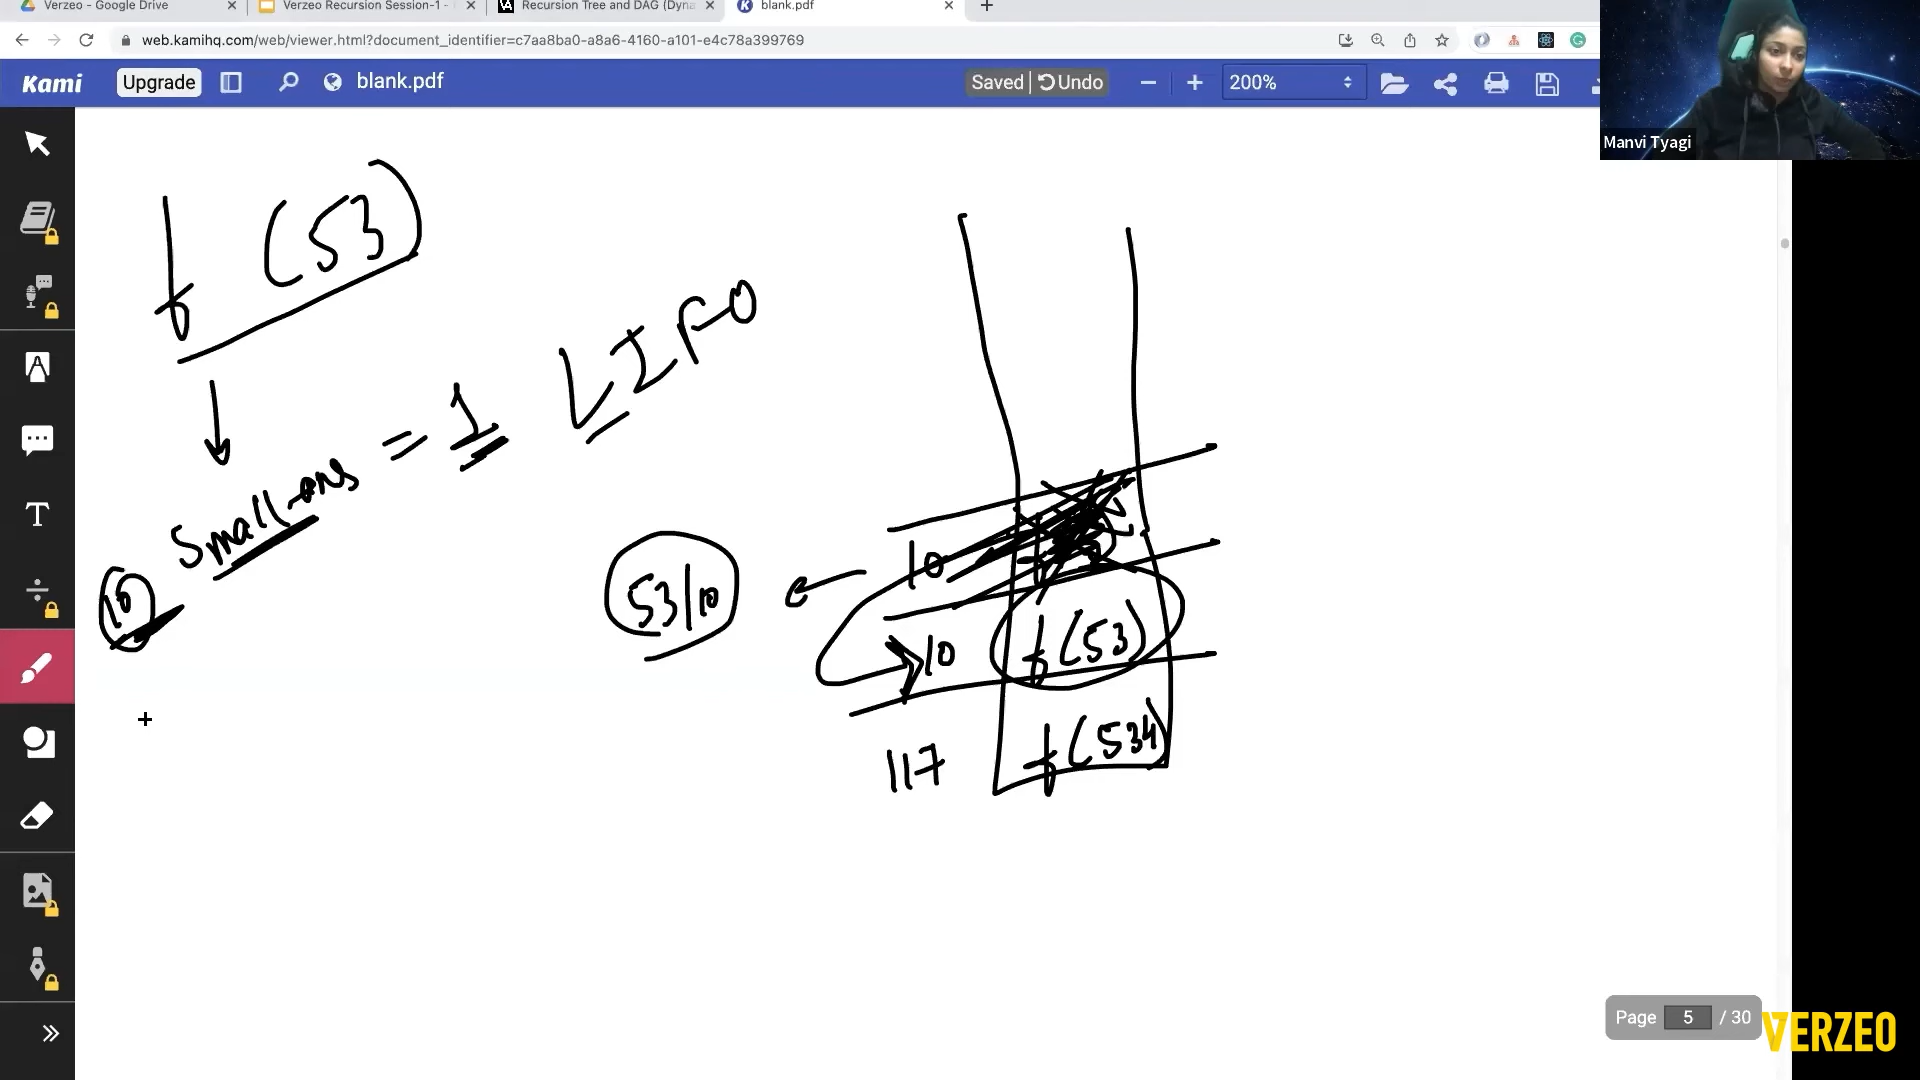 Verzeo - Google Drive
Verzeo Recursion Session-1 -
Recursion Tree and DAG (Dyna
blank.pdf
web.kamihq.com/web/viewer.html?document_identifier=c7aa8ba0-a8a6-4160-a101-e4c78a399769
Kami
Upgrade
blank.pdf
Saved
Undo
200%
Manvi Tyagi
f (53)
LIFO
Small-ans = 1
10
53/10
10
10
f(53)
117
f(534)
Page 5 / 30
VERZEO